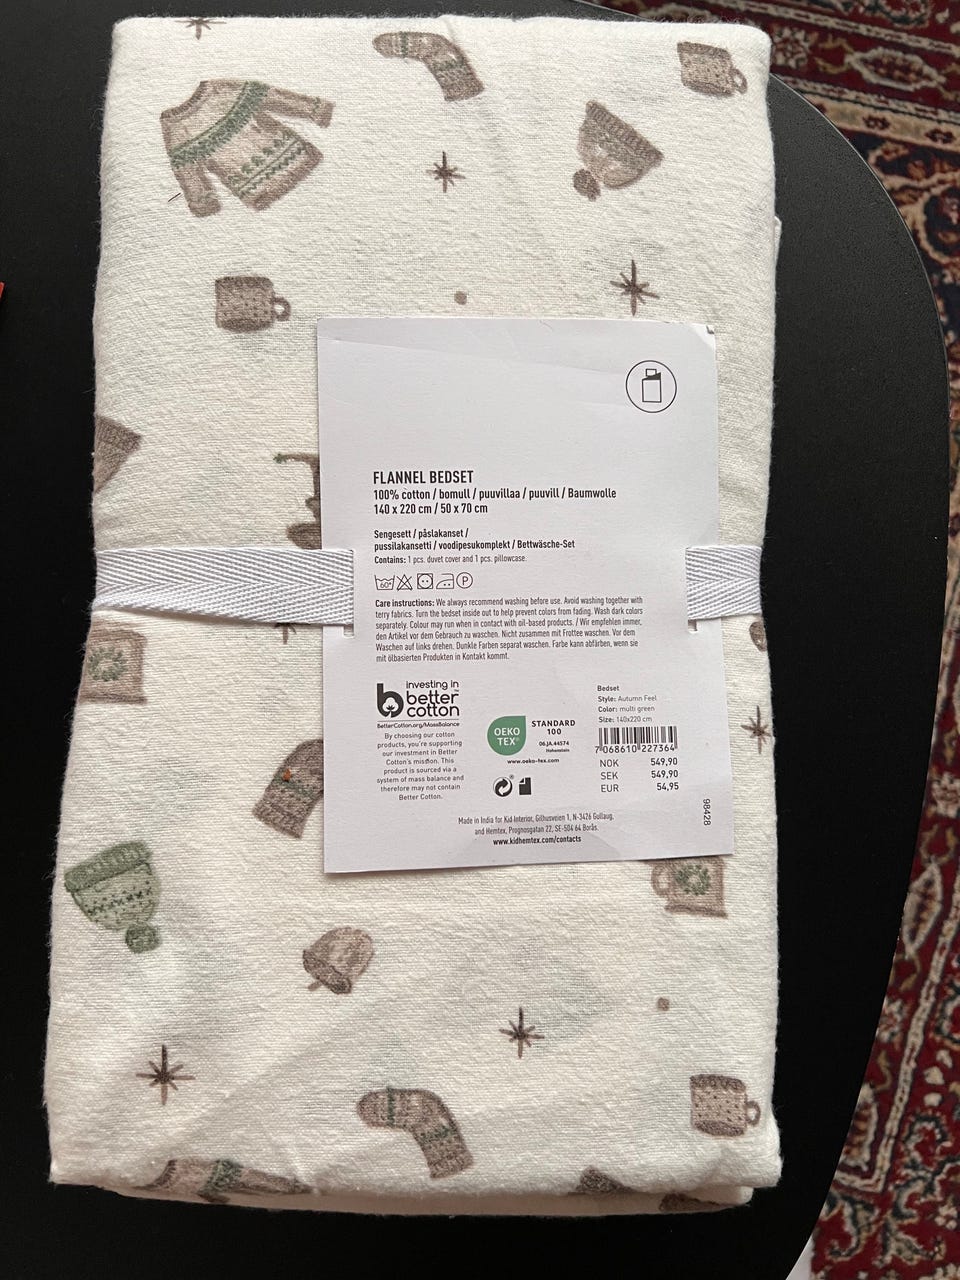 FLANNEL BEDSET
100% cotton / bomull / puuvillaa / puuvill / Baumwolle
140 x 220 cm / 50 x 70 cm
Sengesett / påslakanset /
pussilakansetti / voodipesukomplekt / Bettwäsche-Set
Contains: 1 pcs. duvet cover and 1 pcs. pillowcase.
60°
P
Care instructions: We always recommend washing before use. Avoid washing together with
terry fabrics. Turn the bedset inside out to help prevent colors from fading. Wash dark colors
separately. Colour may run when in contact with oil-based products. / Wir empfehlen immer,
den Artikel vor dem Gebrauch zu waschen. Nicht zusammen mit Frottee waschen. Vor dem
Waschen auf links drehen. Dunkle Farben separat waschen. Farbe kann abfärben, wenn sie
mit ölbasierten Produkten in Kontakt kommt.
investing in
better
cotton™
BetterCotton.org/MassBalance
By choosing our cotton
products, you're supporting
our investment in Better
Cotton's mission. This
product is sourced via a
system of mass balance and
therefore may not contain
Better Cotton.
OEKO
TEX®
STANDARD
100
06.JA.44574
Hohenstein
www.oeko-tex.com
Bedset
Style: Autumn Feel
Color: multi green
Size: 140x220 cm
7 068610 227364
NOK 549,90
SEK 549,90
EUR 54,95
98428
Made in India for Kid Interior, Gilhusveien 1, N-3426 Gullaug,
and Hemtex, Prognosgatan 22, SE-504 64 Borås.
www.kidhemtex.com/contacts